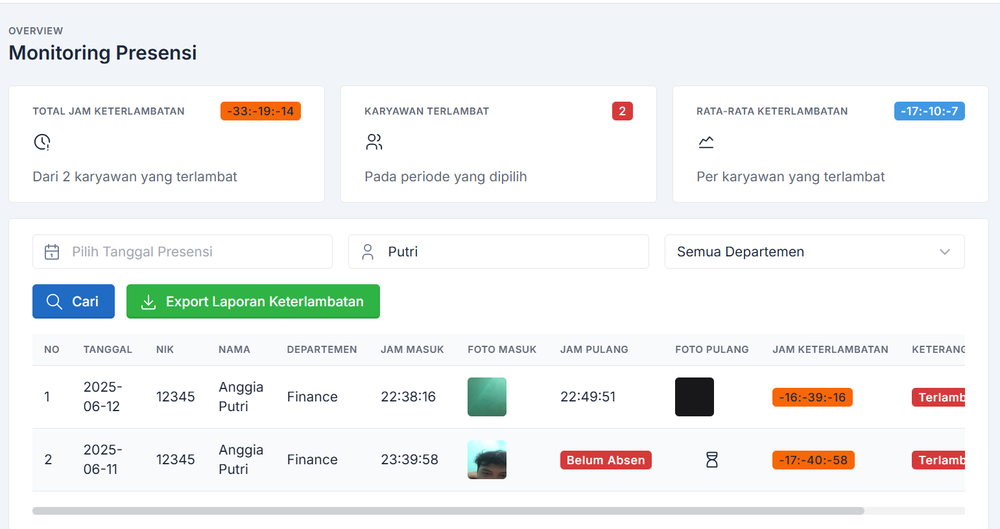 OVERVIEW
Monitoring Presensi
TOTAL JAM KETERLAMBATAN -33:-19:-14
Dari 2 karyawan yang terlambat
KARYAWAN TERLAMBAT 2
Pada periode yang dipilih
RATA-RATA KETERLAMBATAN -17:-10:-7
Per karyawan yang terlambat
Pilih Tanggal Presensi
Putri
Semua Departemen
Cari
Export Laporan Keterlambatan
NO TANGGAL NIK NAMA DEPARTEMEN JAM MASUK FOTO MASUK JAM PULANG FOTO PULANG JAM KETERLAMBATAN KETERANG
1 2025-06-12 12345 Anggia Putri Finance 22:38:16 22:49:51 -16:-39:-16 Terlamb
2 2025-06-11 12345 Anggia Putri Finance 23:39:58 Belum Absen -17:-40:-58 Terlamb